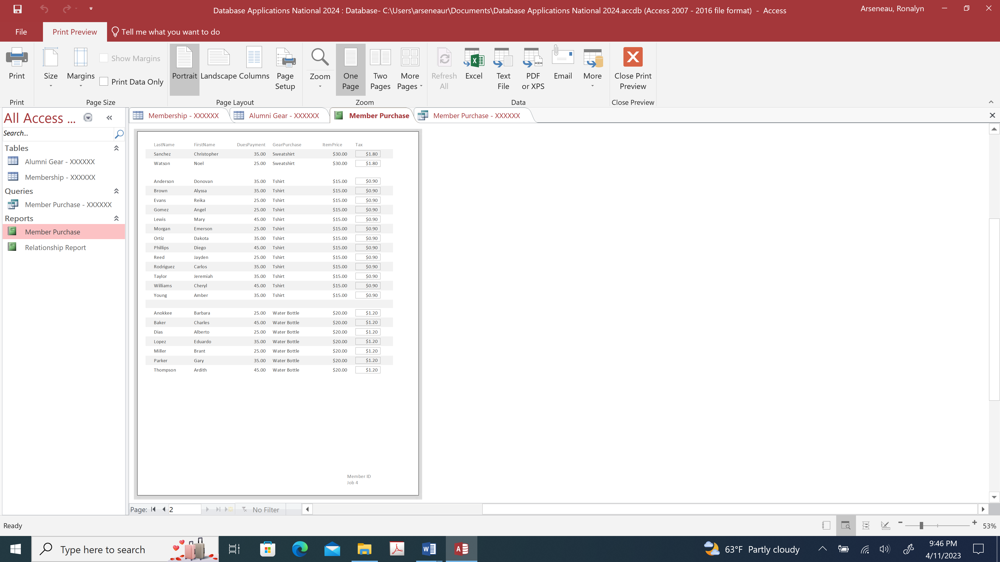 Database Applications National 2024 : Database- C:\Users\arseneaur\Documents\Database Applications National 2024.accdb (Access 2007 - 2016 file format) - Access
Arseneau, Ronalyn
File
Print Preview
Tell me what you want to do
Print
Size
Margins
Show Margins
Print Data Only
Portrait
Landscape
Columns
Page Setup
Zoom
One Page
Two Pages
More Pages
Refresh All
Excel
Text File
PDF or XPS
Email
More
Close Print Preview
Print
Page Size
Page Layout
Zoom
Data
Close Preview
All Access ...
Search...
Tables
Alumni Gear - XXXXXX
Membership - XXXXXX
Queries
Member Purchase - XXXXXX
Reports
Member Purchase
Relationship Report
Membership - XXXXXX
Alumni Gear - XXXXXX
Member Purchase
Member Purchase - XXXXXX
LastName FirstName DuesPayment GearPurchase ItemPrice Tax
Sanchez Christopher 35.00 Sweatshirt $30.00 $1.80
Watson Noel 25.00 Sweatshirt $30.00 $1.80
Anderson Donovan 35.00 Tshirt $15.00 $0.90
Brown Alyssa 35.00 Tshirt $15.00 $0.90
Evans Reika 25.00 Tshirt $15.00 $0.90
Gomez Angel 25.00 Tshirt $15.00 $0.90
Lewis Mary 45.00 Tshirt $15.00 $0.90
Morgan Emerson 25.00 Tshirt $15.00 $0.90
Ortiz Dakota 35.00 Tshirt $15.00 $0.90
Phillips Diego 45.00 Tshirt $15.00 $0.90
Reed Jayden 25.00 Tshirt $15.00 $0.90
Rodriguez Carlos 35.00 Tshirt $15.00 $0.90
Taylor Jeremiah 35.00 Tshirt $15.00 $0.90
Williams Cheryl 45.00 Tshirt $15.00 $0.90
Young Amber 35.00 Tshirt $15.00 $0.90
Anokkee Barbara 25.00 Water Bottle $20.00 $1.20
Baker Charles 45.00 Water Bottle $20.00 $1.20
Dias Alberto 25.00 Water Bottle $20.00 $1.20
Lopez Eduardo 35.00 Water Bottle $20.00 $1.20
Miller Brant 25.00 Water Bottle $20.00 $1.20
Parker Gary 35.00 Water Bottle $20.00 $1.20
Thompson Ardith 45.00 Water Bottle $20.00 $1.20
Member ID
Job 4
Page: 2 No Filter
Ready
53%
Type here to search
63°F Partly cloudy
9:46 PM
4/11/2023